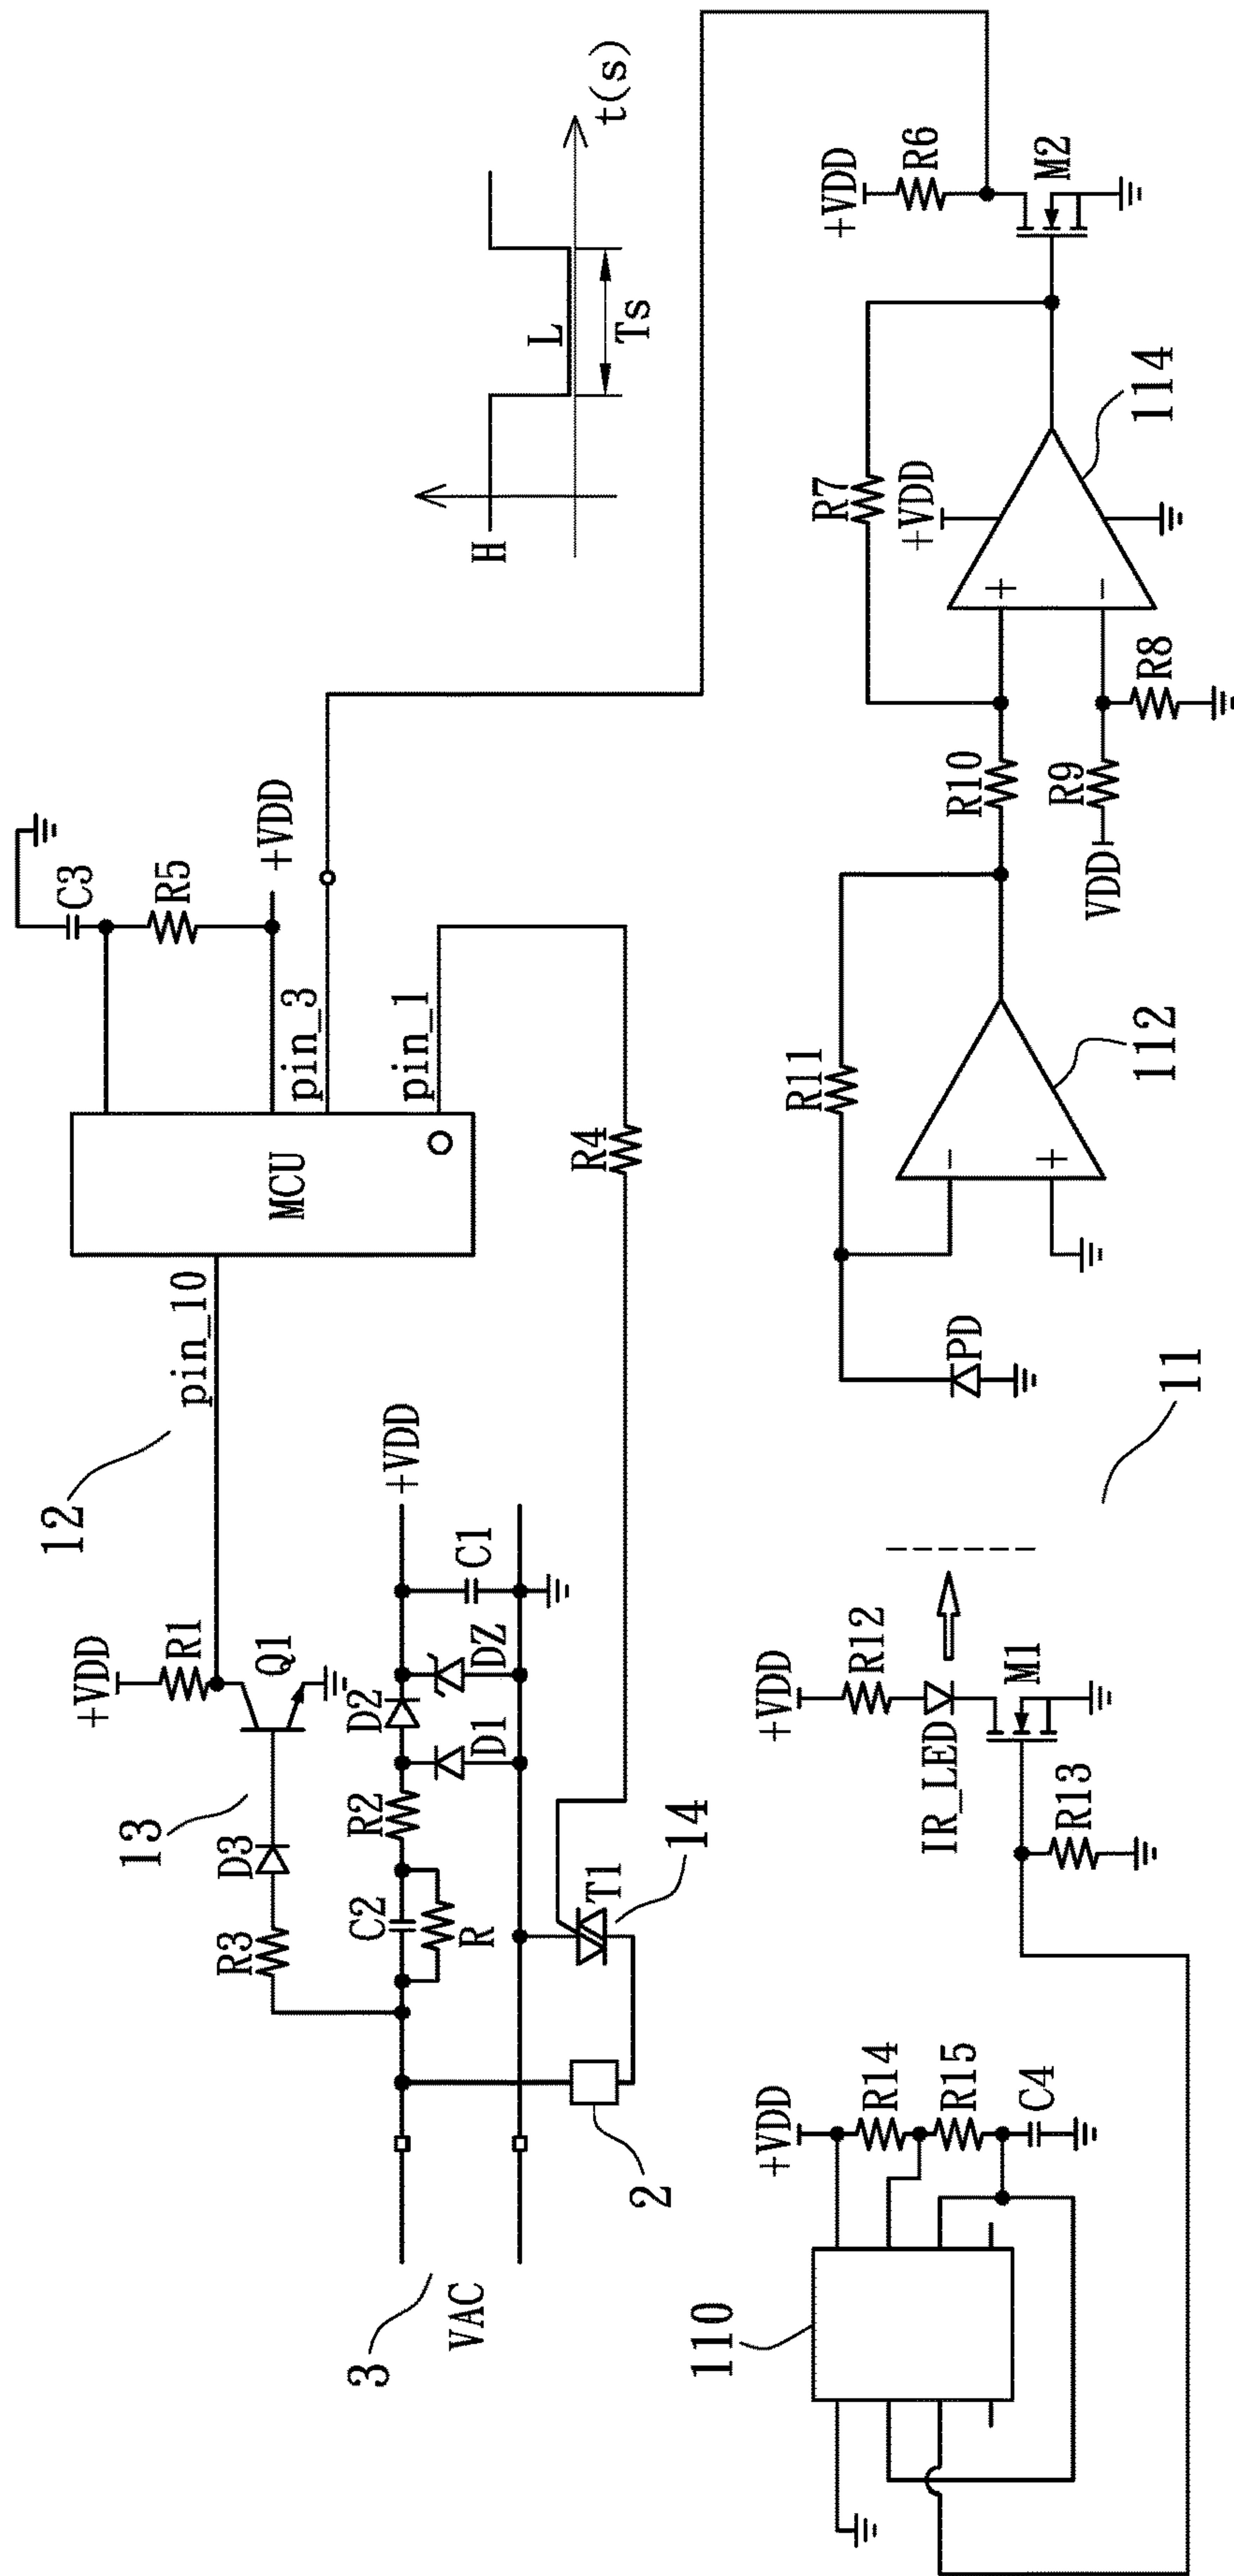 12
+VDD
R1
pin_10
MCU
C3
R5
+VDD
13
R3
D3
Q1
pin_3
pin_1
H
L
Ts
t(s)
3
VAC
C2
R
R2
D2
D1
DZ
C1
+VDD
2
T1
14
R4
110
+VDD
R14
R15
C4
+VDD
R12
IR_LED
M1
R13
11
PD
R11
112
R10
R9
VDD
R8
R7
+VDD
114
+VDD
R6
M2
+
-
+
-